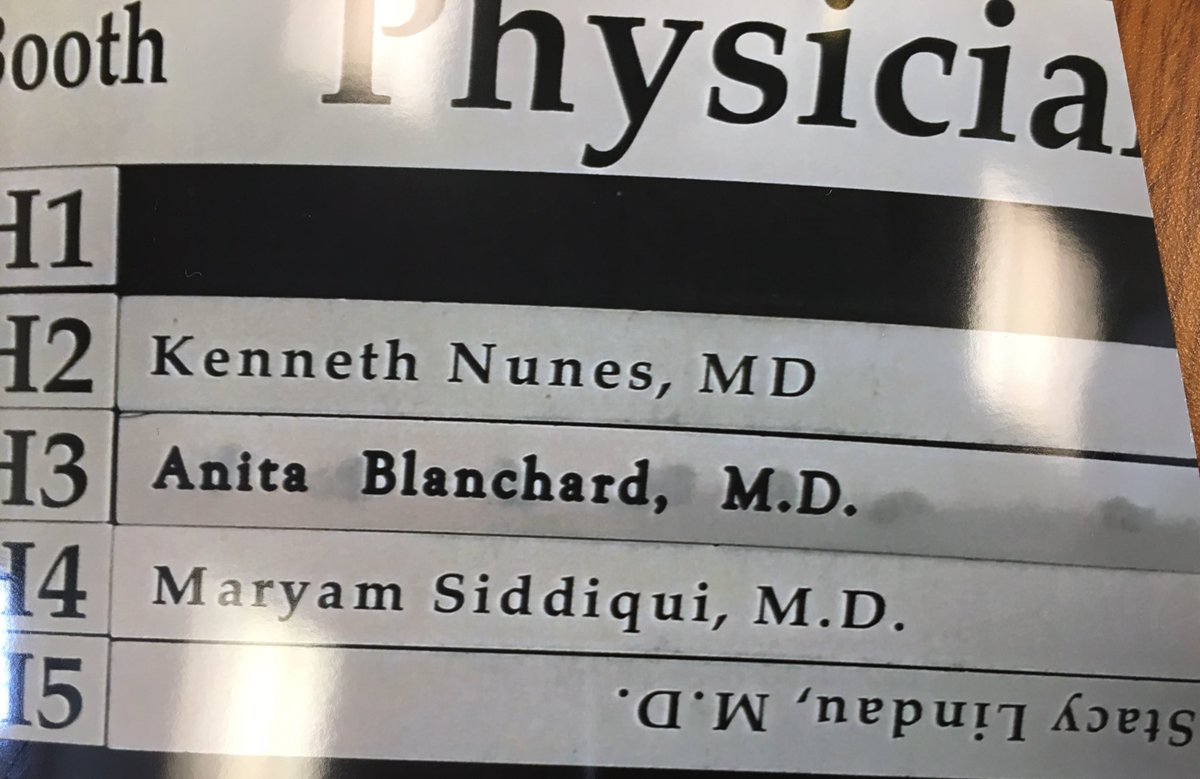 Booth Physicia
H1
H2 Kenneth Nunes, MD
H3 Anita Blanchard, M.D.
H4 Maryam Siddiqui, M.D.
H5 Stacy Lindau, M.D.